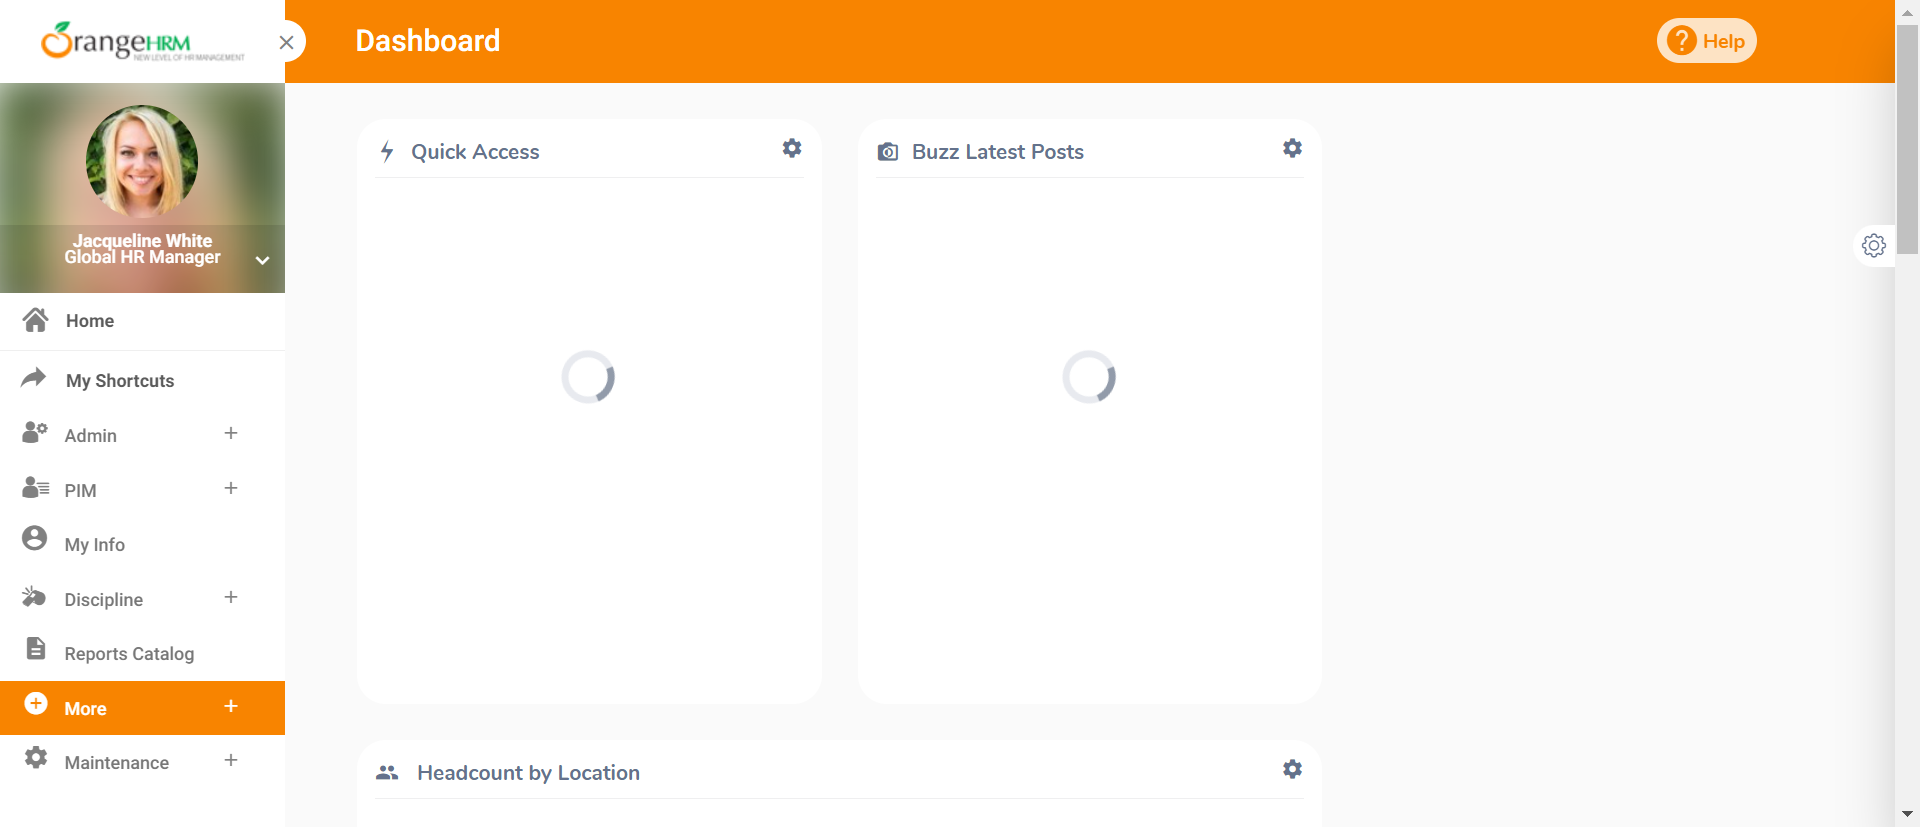 OrangeHRM
NEW LEVEL OF HR MANAGEMENT
Dashboard
? Help
Jacqueline White
Global HR Manager
Home
My Shortcuts
Admin
PIM
My Info
Discipline
Reports Catalog
More
Maintenance
Quick Access
Buzz Latest Posts
Headcount by Location